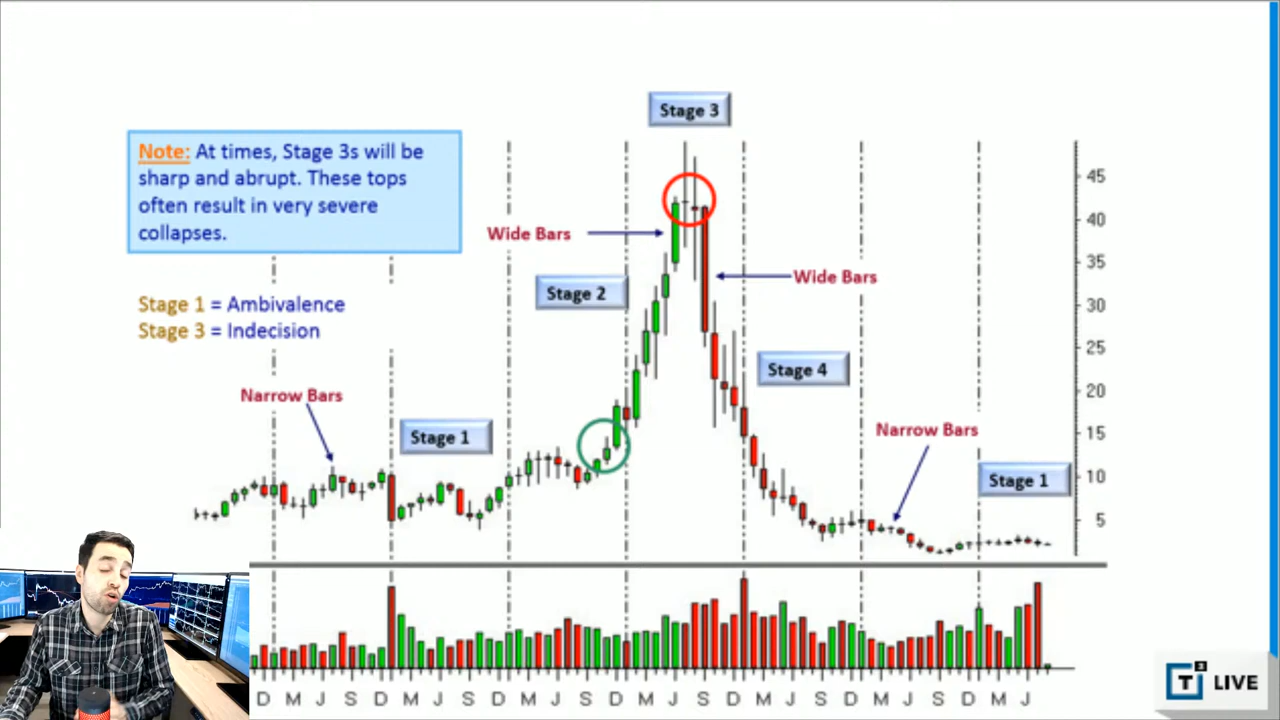 Stage 3
Note: At times, Stage 3s will be
sharp and abrupt. These tops
often result in very severe
collapses.
Stage 1 = Ambivalence
Stage 3 = Indecision
Wide Bars
Wide Bars
Stage 2
Stage 4
Narrow Bars
Stage 1
Narrow Bars
Stage 1
45
40
35
30
25
20
15
10
5
D M J S D M J S D M J S D M J S D M J S D M J S D M J
T3 LIVE